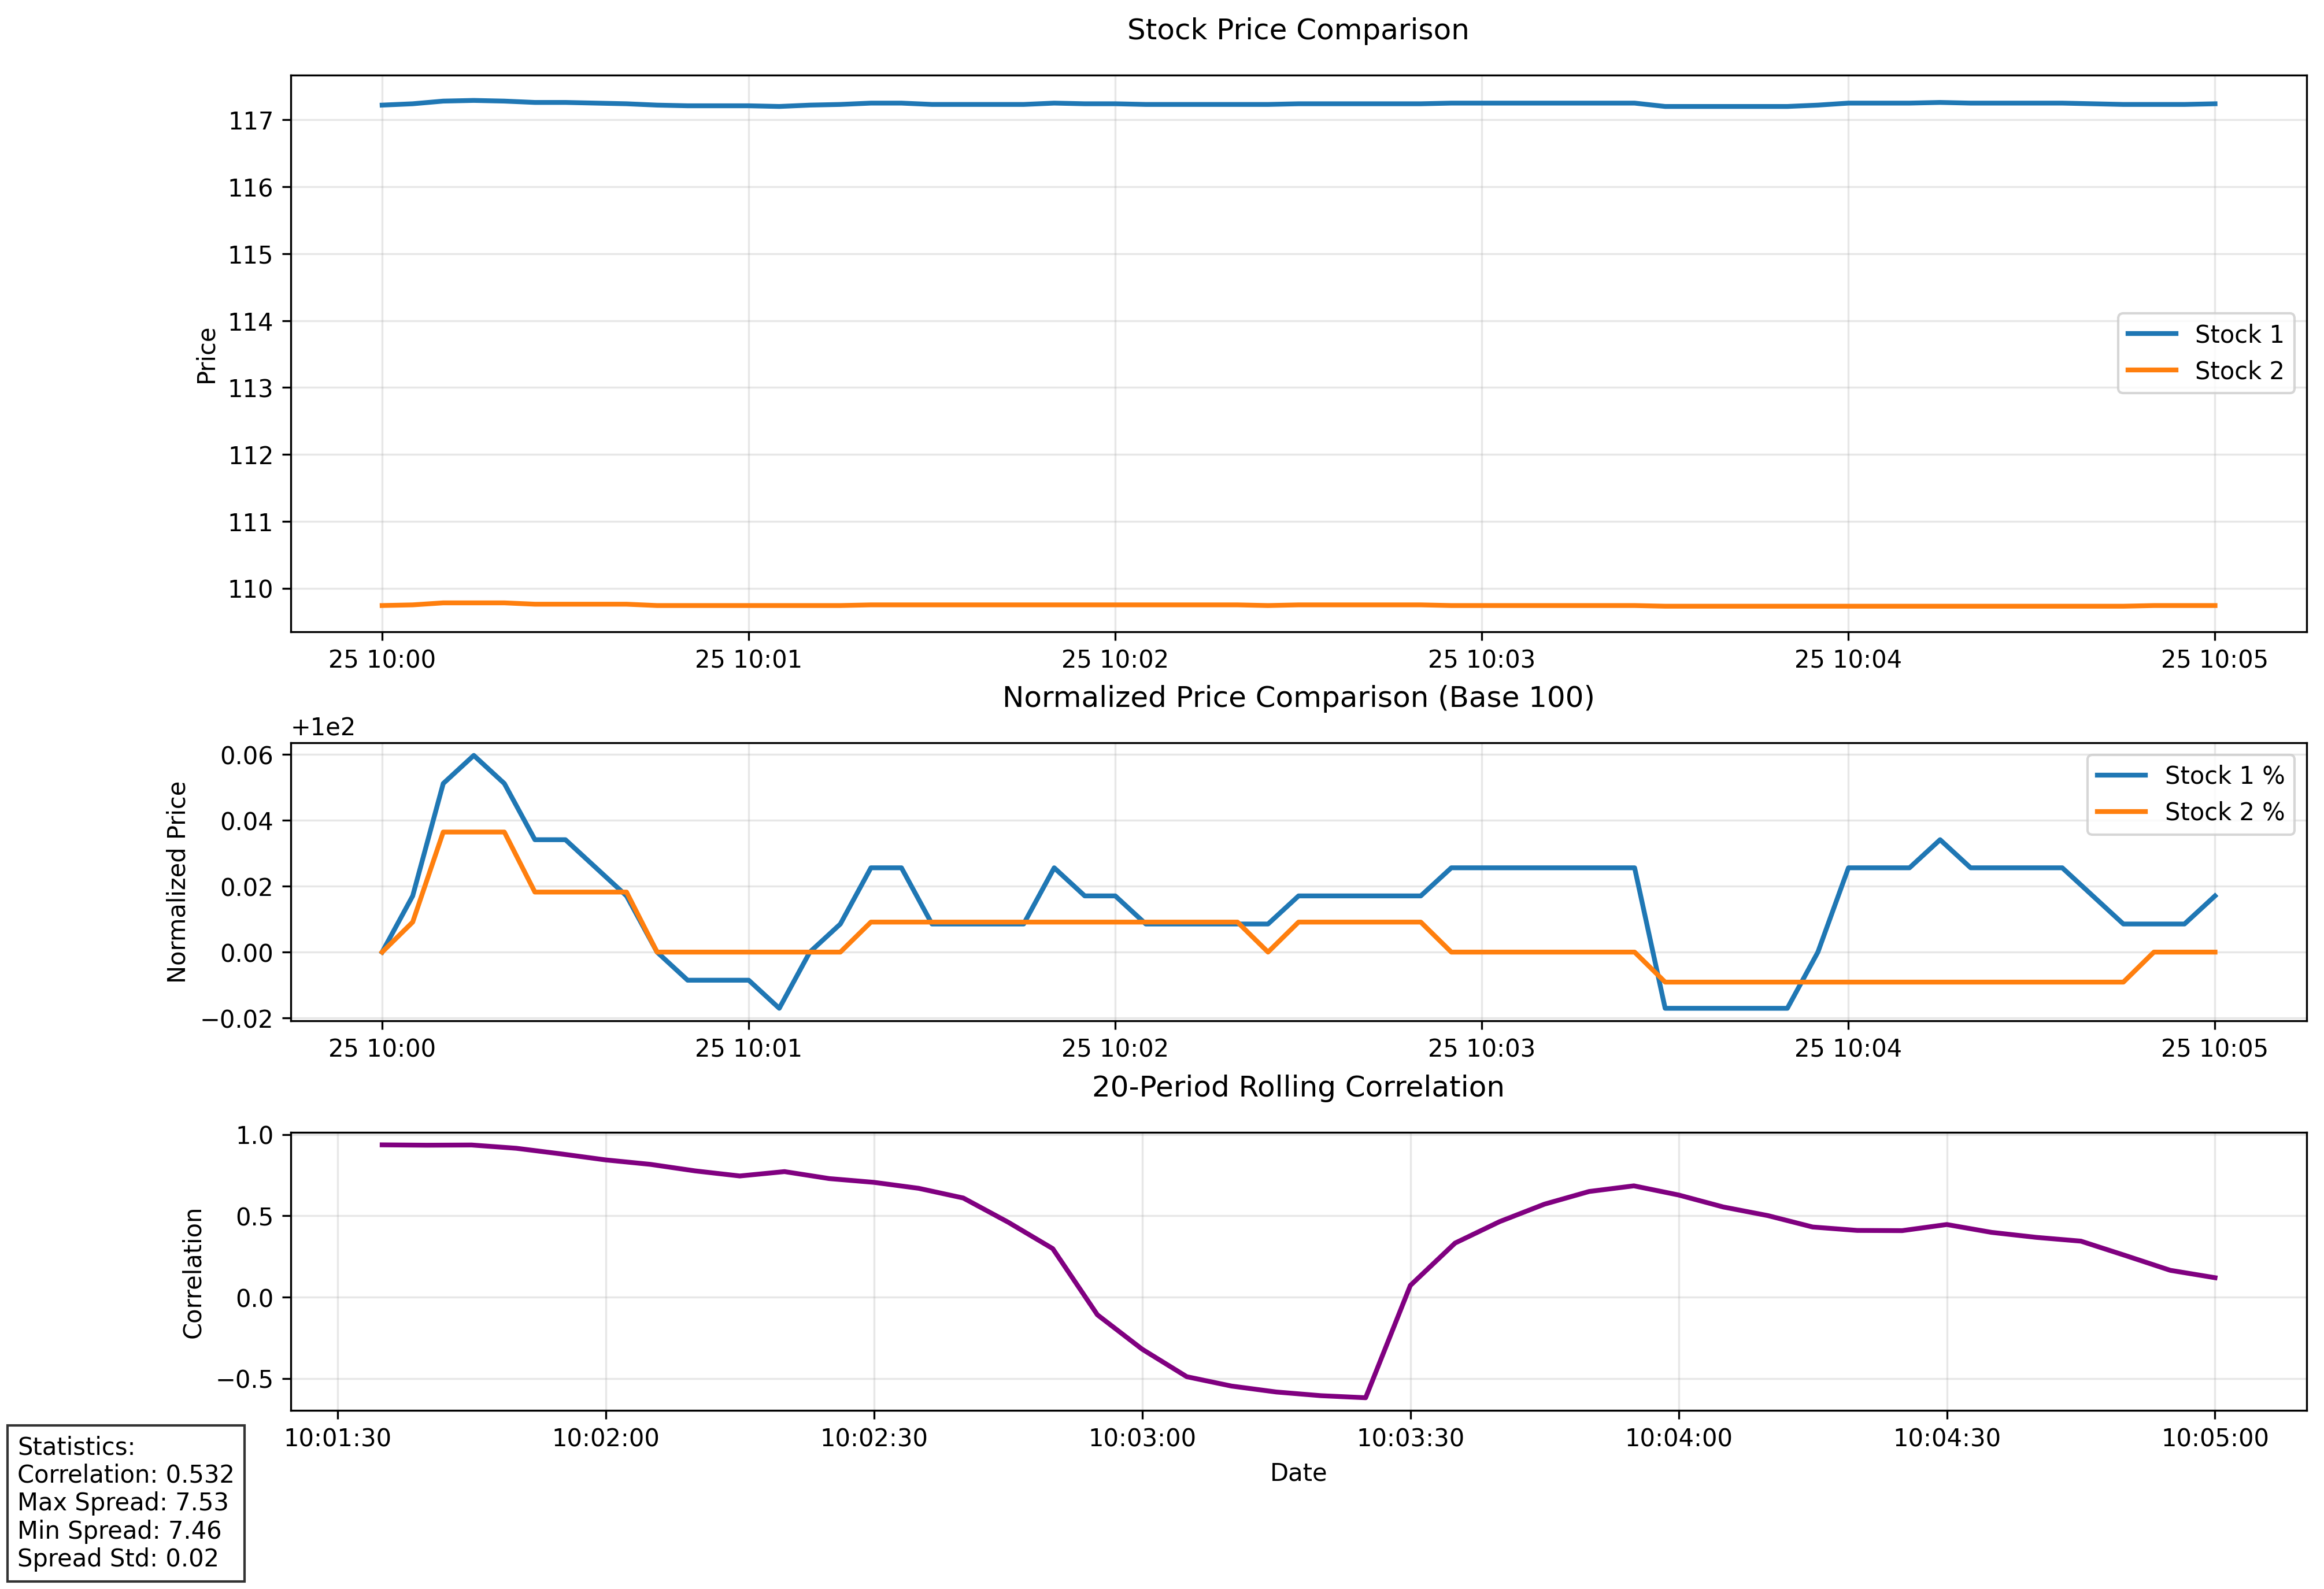 Stock Price Comparison
117
116
115
114
113
112
111
110
Price
Stock 1
Stock 2
25 10:00
25 10:01
25 10:02
25 10:03
25 10:04
25 10:05
Normalized Price Comparison (Base 100)
+1e2
0.06
0.04
0.02
0.00
−0.02
Normalized Price
Stock 1 %
Stock 2 %
25 10:00
25 10:01
25 10:02
25 10:03
25 10:04
25 10:05
20-Period Rolling Correlation
1.0
0.5
0.0
−0.5
Correlation
10:01:30
10:02:00
10:02:30
10:03:00
10:03:30
10:04:00
10:04:30
10:05:00
Date
Statistics:
Correlation: 0.532
Max Spread: 7.53
Min Spread: 7.46
Spread Std: 0.02